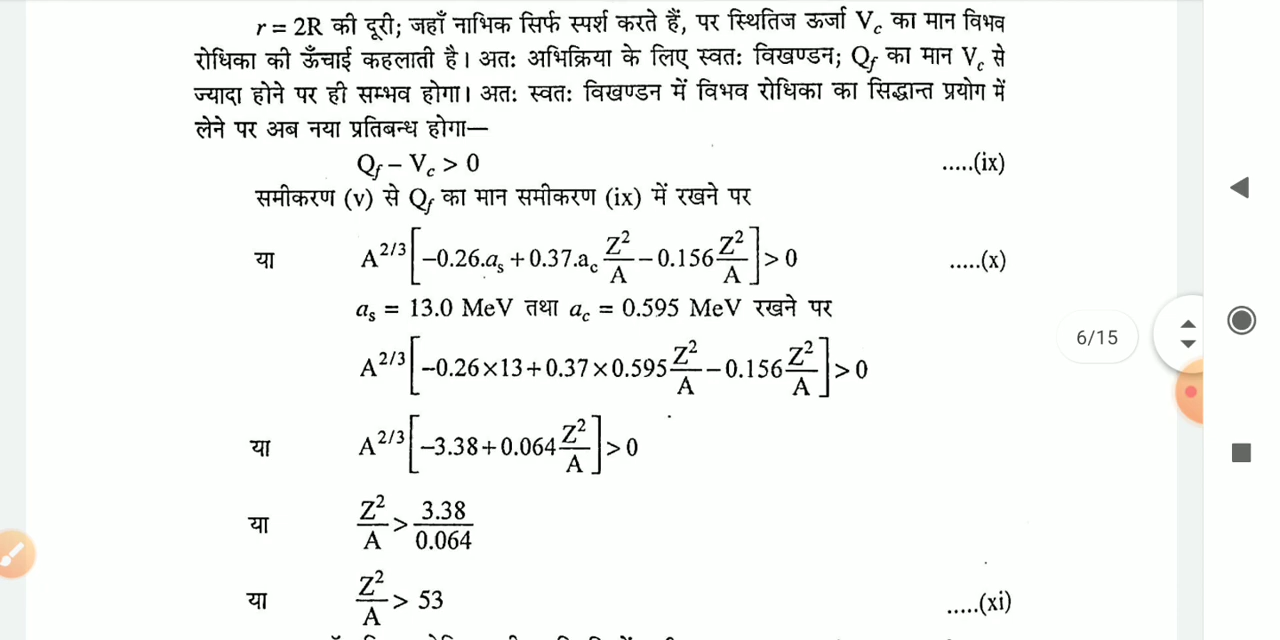 r = 2R की दूरी; जहाँ नाभिक सिर्फ स्पर्श करते हैं, पर स्थितिज ऊर्जा V_c का मान विभव
रोधिका की ऊँचाई कहलाती है। अतः अभिक्रिया के लिए स्वतः विखण्डन; Q_f का मान V_c से
ज्यादा होने पर ही सम्भव होगा। अतः स्वतः विखण्डन में विभव रोधिका का सिद्धान्त प्रयोग में
लेने पर अब नया प्रतिबन्ध होगा—
Q_f – V_c > 0 .....(ix)
समीकरण (v) से Q_f का मान समीकरण (ix) में रखने पर
या A^{2/3}[–0.26.a_s + 0.37.a_c Z²/A – 0.156 Z²/A] > 0 .....(x)
a_s = 13.0 MeV तथा a_c = 0.595 MeV रखने पर
A^{2/3}[–0.26×13+0.37×0.595 Z²/A – 0.156 Z²/A] > 0
6/15
या A^{2/3}[–3.38+0.064 Z²/A] > 0
या Z²/A > 3.38/0.064
या Z²/A > 53 .....(xi)